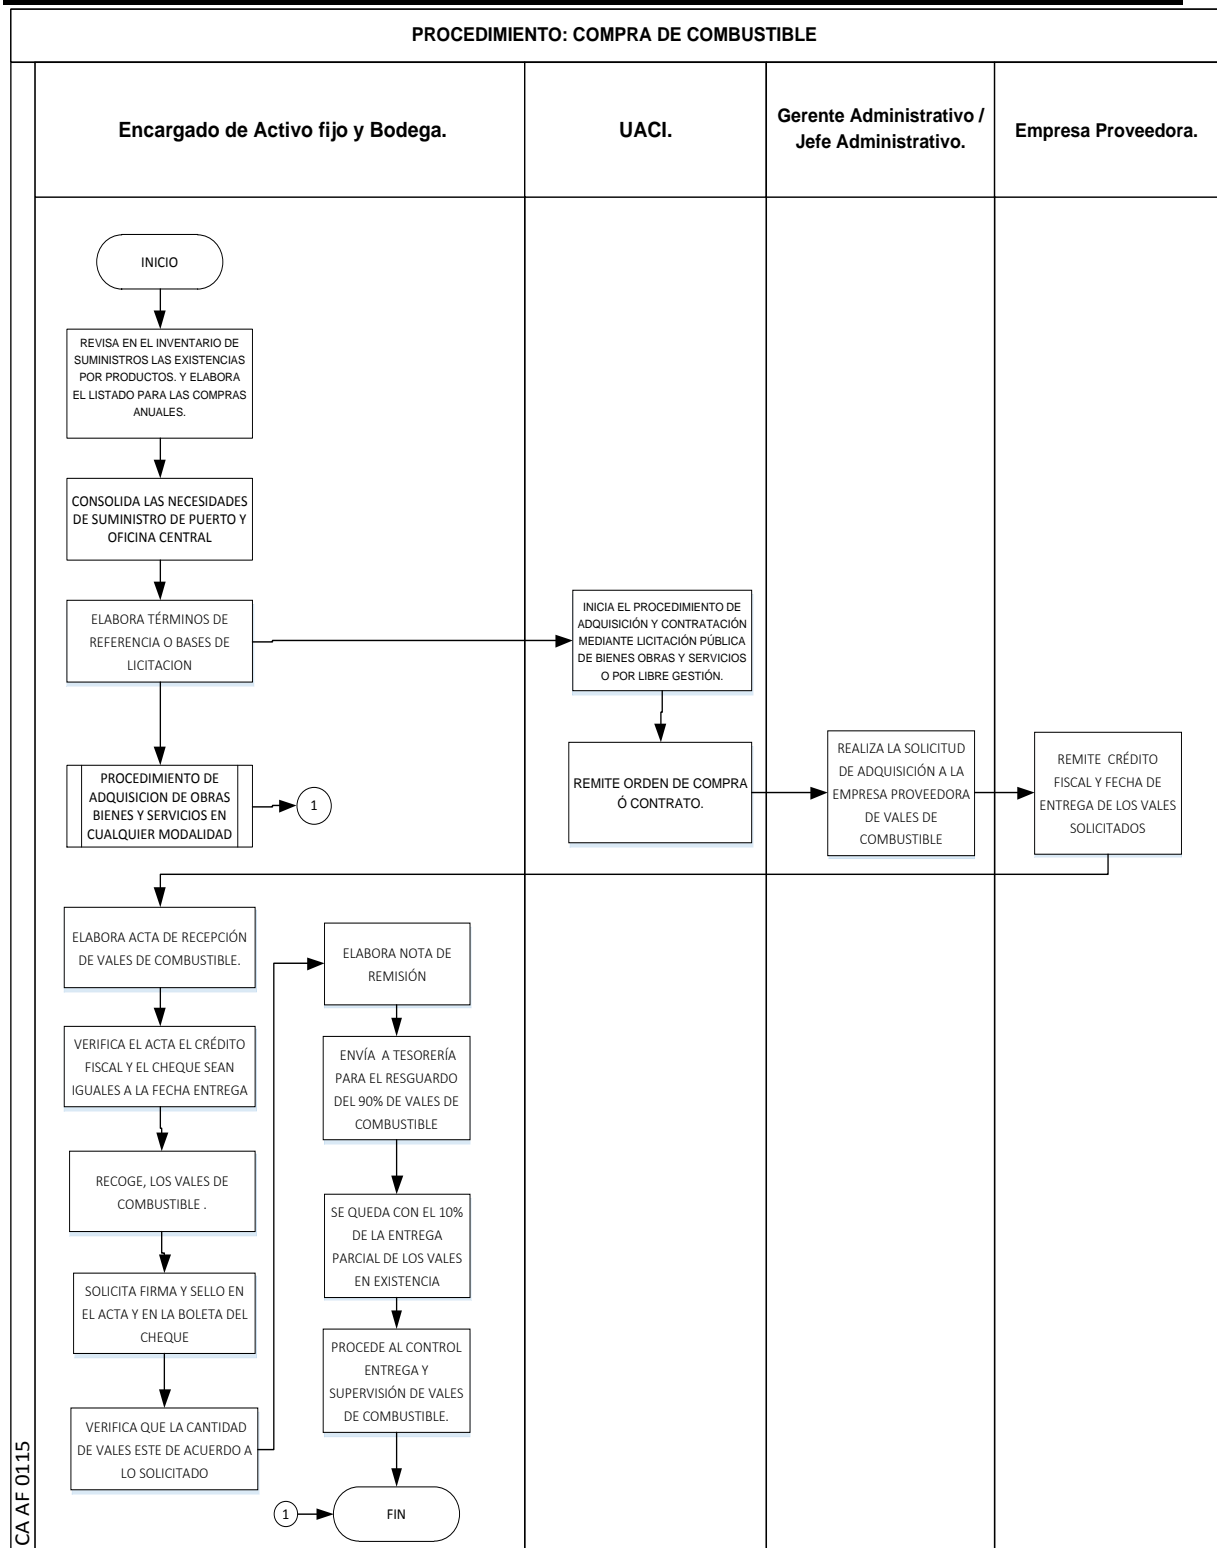 PROCEDIMIENTO: COMPRA DE COMBUSTIBLE
Encargado de Activo fijo y Bodega.
UACI.
Gerente Administrativo /
Jefe Administrativo.
Empresa Proveedora.
INICIO
REVISA EN EL INVENTARIO DE
SUMINISTROS LAS EXISTENCIAS
POR PRODUCTOS. Y ELABORA
EL LISTADO PARA LAS COMPRAS
ANUALES.
CONSOLIDA LAS NECESIDADES
DE SUMINISTRO DE PUERTO Y
OFICINA CENTRAL
ELABORA TÉRMINOS DE
REFERENCIA O BASES DE
LICITACION
INICIA EL PROCEDIMIENTO DE
ADQUISICIÓN Y CONTRATACIÓN
MEDIANTE LICITACIÓN PÚBLICA
DE BIENES OBRAS Y SERVICIOS
O POR LIBRE GESTIÓN.
PROCEDIMIENTO DE
ADQUISICION DE OBRAS
BIENES Y SERVICIOS EN
CUALQUIER MODALIDAD
1
REMITE ORDEN DE COMPRA
Ó CONTRATO.
REALIZA LA SOLICITUD
DE ADQUISICIÓN A LA
EMPRESA PROVEEDORA
DE VALES DE
COMBUSTIBLE
REMITE CRÉDITO
FISCAL Y FECHA DE
ENTREGA DE LOS VALES
SOLICITADOS
ELABORA ACTA DE RECEPCIÓN
DE VALES DE COMBUSTIBLE.
VERIFICA EL ACTA EL CRÉDITO
FISCAL Y EL CHEQUE SEAN
IGUALES A LA FECHA ENTREGA
RECOGE, LOS VALES DE
COMBUSTIBLE .
SOLICITA FIRMA Y SELLO EN
EL ACTA Y EN LA BOLETA DEL
CHEQUE
VERIFICA QUE LA CANTIDAD
DE VALES ESTE DE ACUERDO A
LO SOLICITADO
ELABORA NOTA DE
REMISIÓN
ENVÍA A TESORERÍA
PARA EL RESGUARDO
DEL 90% DE VALES DE
COMBUSTIBLE
SE QUEDA CON EL 10%
DE LA ENTREGA
PARCIAL DE LOS VALES
EN EXISTENCIA
PROCEDE AL CONTROL
ENTREGA Y
SUPERVISIÓN DE VALES
DE COMBUSTIBLE.
1
FIN
CA AF 0115